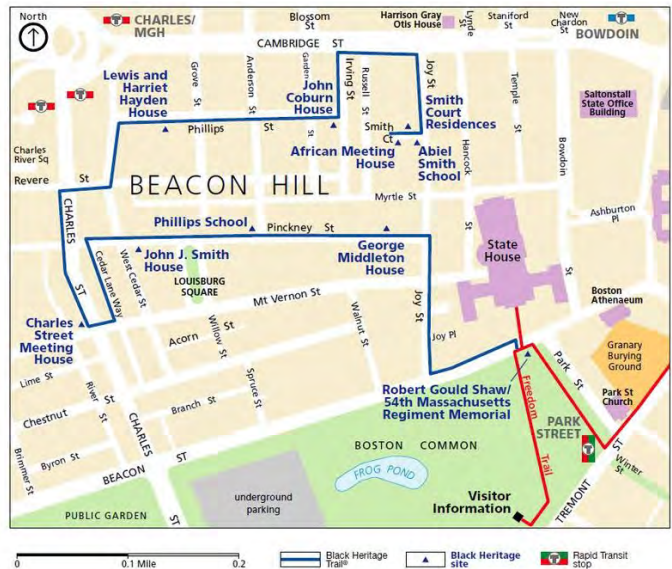 North
T
CHARLES/
MGH
Blossom
St
Harrison Gray
Otis House
Lynde
St
Staniford
St
New
Chardon
St
T
BOWDOIN
CAMBRIDGE ST
Lewis and
Harriet
Hayden
House
Grove
St
Anderson
St
Garden
St
John
Coburn
House
Irving St
Russell
St
Joy St
Smith
Court
Residences
Temple
St
Saltonstall
State Office
Building
T
T
Charles
River Sq
Phillips St
Smith
Ct
African Meeting
House
Abiel
Smith
School
Hancock
St
Bowdoin
St
Revere St
BEACON HILL
Myrtle St
CHARLES
ST
Phillips School
Pinckney St
Ashburton
Pl
Cedar Lane Way
West Cedar St
John J. Smith
House
LOUISBURG
SQUARE
George
Middleton
House
State
House
Joy St
Mt Vernon St
Boston
Athenaeum
Charles
Street
Meeting
House
Acorn St
Willow
St
Walnut
St
Joy Pl
Granary
Burying
Ground
Park
St
Lime St
River
St
Spruce
St
Robert Gould Shaw/
54th Massachusetts
Regiment Memorial
Freedom
Trail
Park St
Church
Chestnut St
Branch St
CHARLES
ST
PARK
STREET
T
Brimmer
St
Byron St
BEACON ST
BOSTON COMMON
FROG POND
Winter
St
TREMONT
ST
underground
parking
Visitor
Information
PUBLIC GARDEN
0 0.1 Mile 0.2
Black Heritage
Trail®
Black Heritage
site
T
Rapid Transit
stop